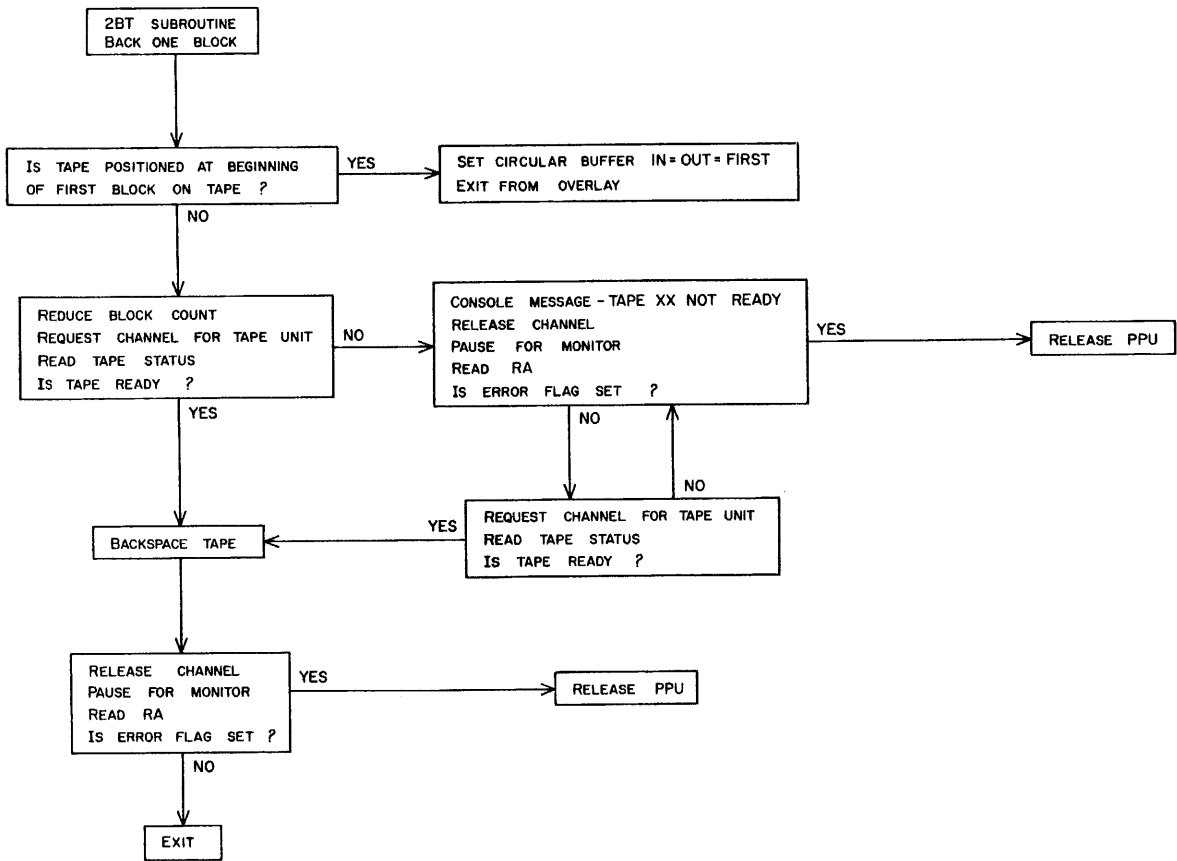 2BT SUBROUTINE
BACK ONE BLOCK
IS TAPE POSITIONED AT BEGINNING
OF FIRST BLOCK ON TAPE ?
YES
SET CIRCULAR BUFFER IN = OUT = FIRST
EXIT FROM OVERLAY
NO
REDUCE BLOCK COUNT
REQUEST CHANNEL FOR TAPE UNIT
READ TAPE STATUS
IS TAPE READY ?
NO
CONSOLE MESSAGE - TAPE XX NOT READY
RELEASE CHANNEL
PAUSE FOR MONITOR
READ RA
IS ERROR FLAG SET ?
YES
RELEASE PPU
YES
NO
NO
REQUEST CHANNEL FOR TAPE UNIT
READ TAPE STATUS
IS TAPE READY ?
YES
BACKSPACE TAPE
RELEASE CHANNEL
PAUSE FOR MONITOR
READ RA
IS ERROR FLAG SET ?
YES
RELEASE PPU
NO
EXIT